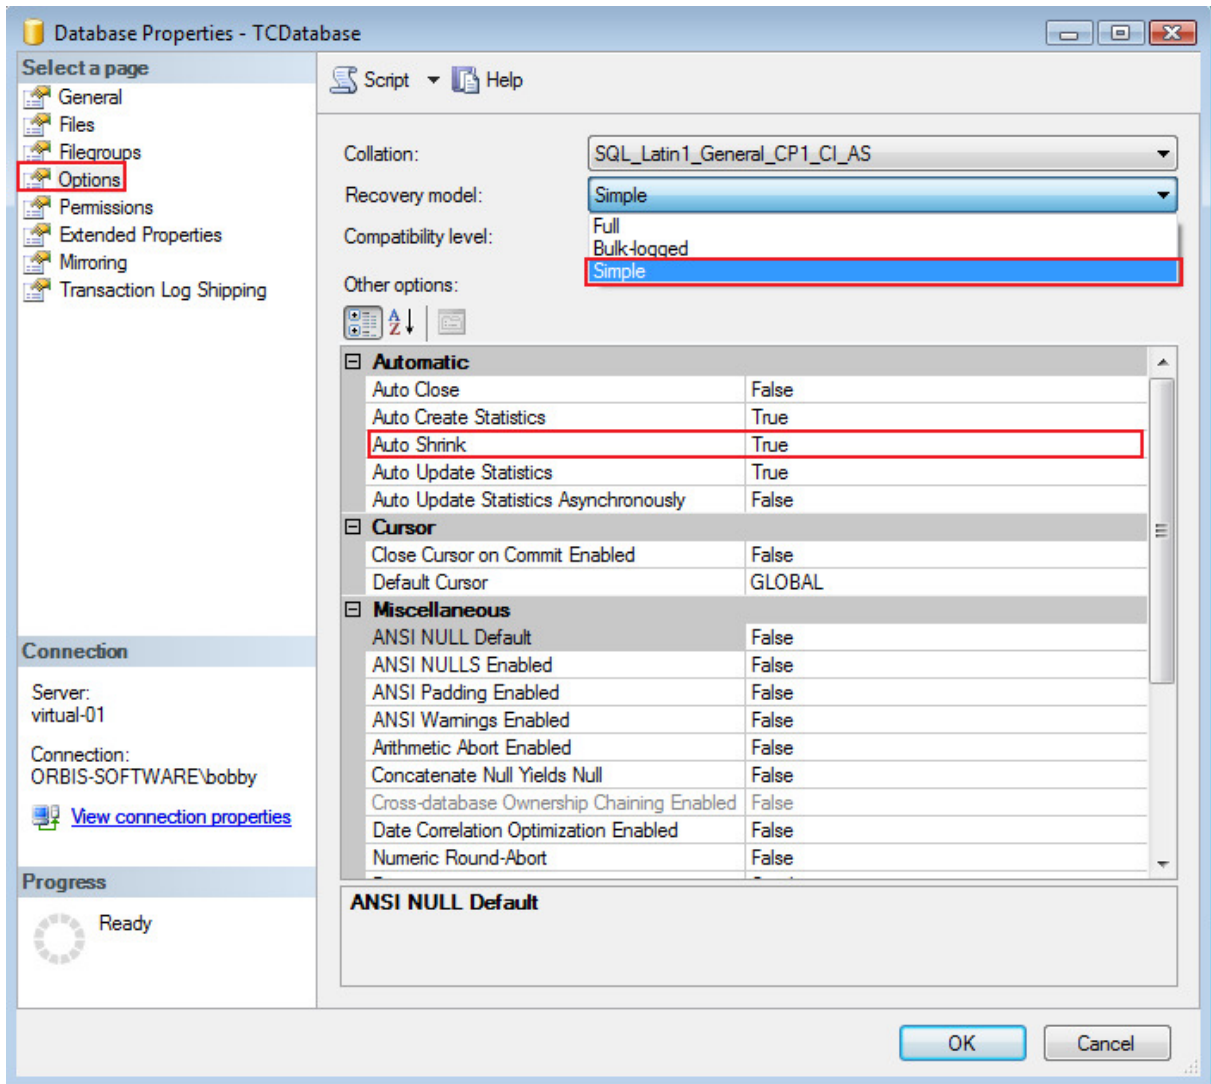 Database Properties - TCDatabase
Select a page
General
Files
Filegroups
Options
Permissions
Extended Properties
Mirroring
Transaction Log Shipping
Script Help
Collation: SQL_Latin1_General_CP1_CI_AS
Recovery model: Simple
Full
Compatibility level: Bulk-logged
Simple
Other options:
Automatic
Auto Close False
Auto Create Statistics True
Auto Shrink True
Auto Update Statistics True
Auto Update Statistics Asynchronously False
Cursor
Close Cursor on Commit Enabled False
Default Cursor GLOBAL
Miscellaneous
ANSI NULL Default False
ANSI NULLS Enabled False
ANSI Padding Enabled False
ANSI Warnings Enabled False
Arithmetic Abort Enabled False
Concatenate Null Yields Null False
Cross-database Ownership Chaining Enabled False
Date Correlation Optimization Enabled False
Numeric Round-Abort False
ANSI NULL Default
Connection
Server:
virtual-01
Connection:
ORBIS-SOFTWARE\bobby
View connection properties
Progress
Ready
OK Cancel